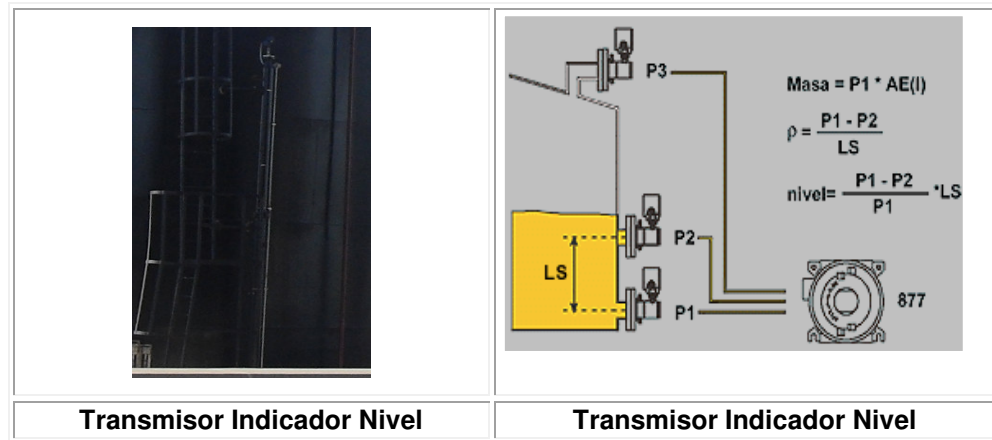 P3
Masa = P1 * AE(l)
ρ = P1 - P2
LS
nivel= P1 - P2 *LS
P1
P2
LS
P1
877
Transmisor Indicador Nivel
Transmisor Indicador Nivel